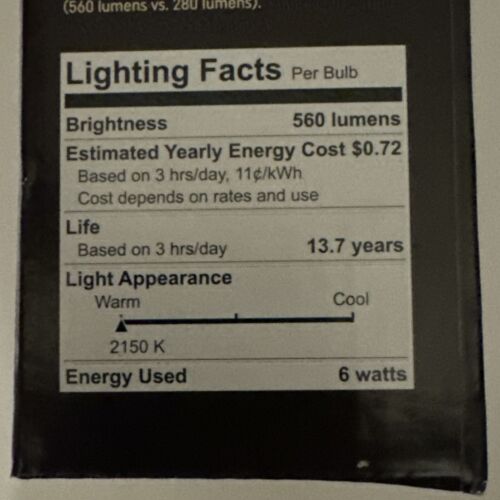 (560 lumens vs. 280 lumens).
Lighting Facts Per Bulb
Brightness 560 lumens
Estimated Yearly Energy Cost $0.72
Based on 3 hrs/day, 11¢/kWh
Cost depends on rates and use
Life
Based on 3 hrs/day 13.7 years
Light Appearance
Warm Cool
2150 K
Energy Used 6 watts